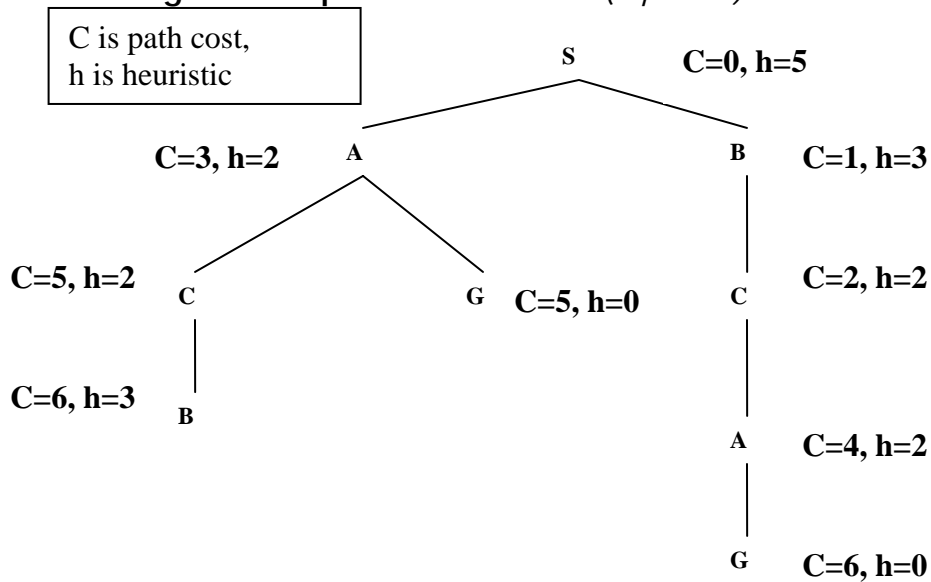 C is path cost,
h is heuristic
S C=0, h=5
C=3, h=2 A B C=1, h=3
C=5, h=2 C G C=5, h=0 C C=2, h=2
C=6, h=3 B
A C=4, h=2
G C=6, h=0